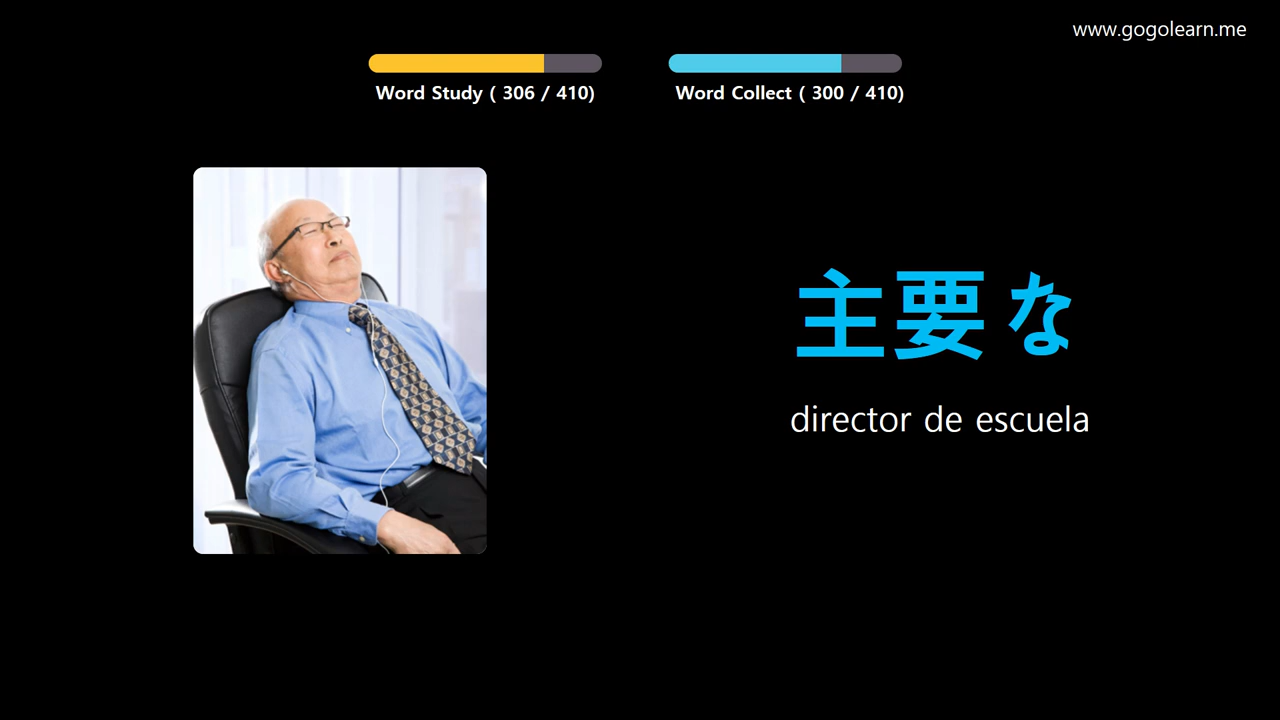 www.gogolearn.me
Word Study ( 306 / 410)
Word Collect ( 300 / 410)
主要な
director de escuela